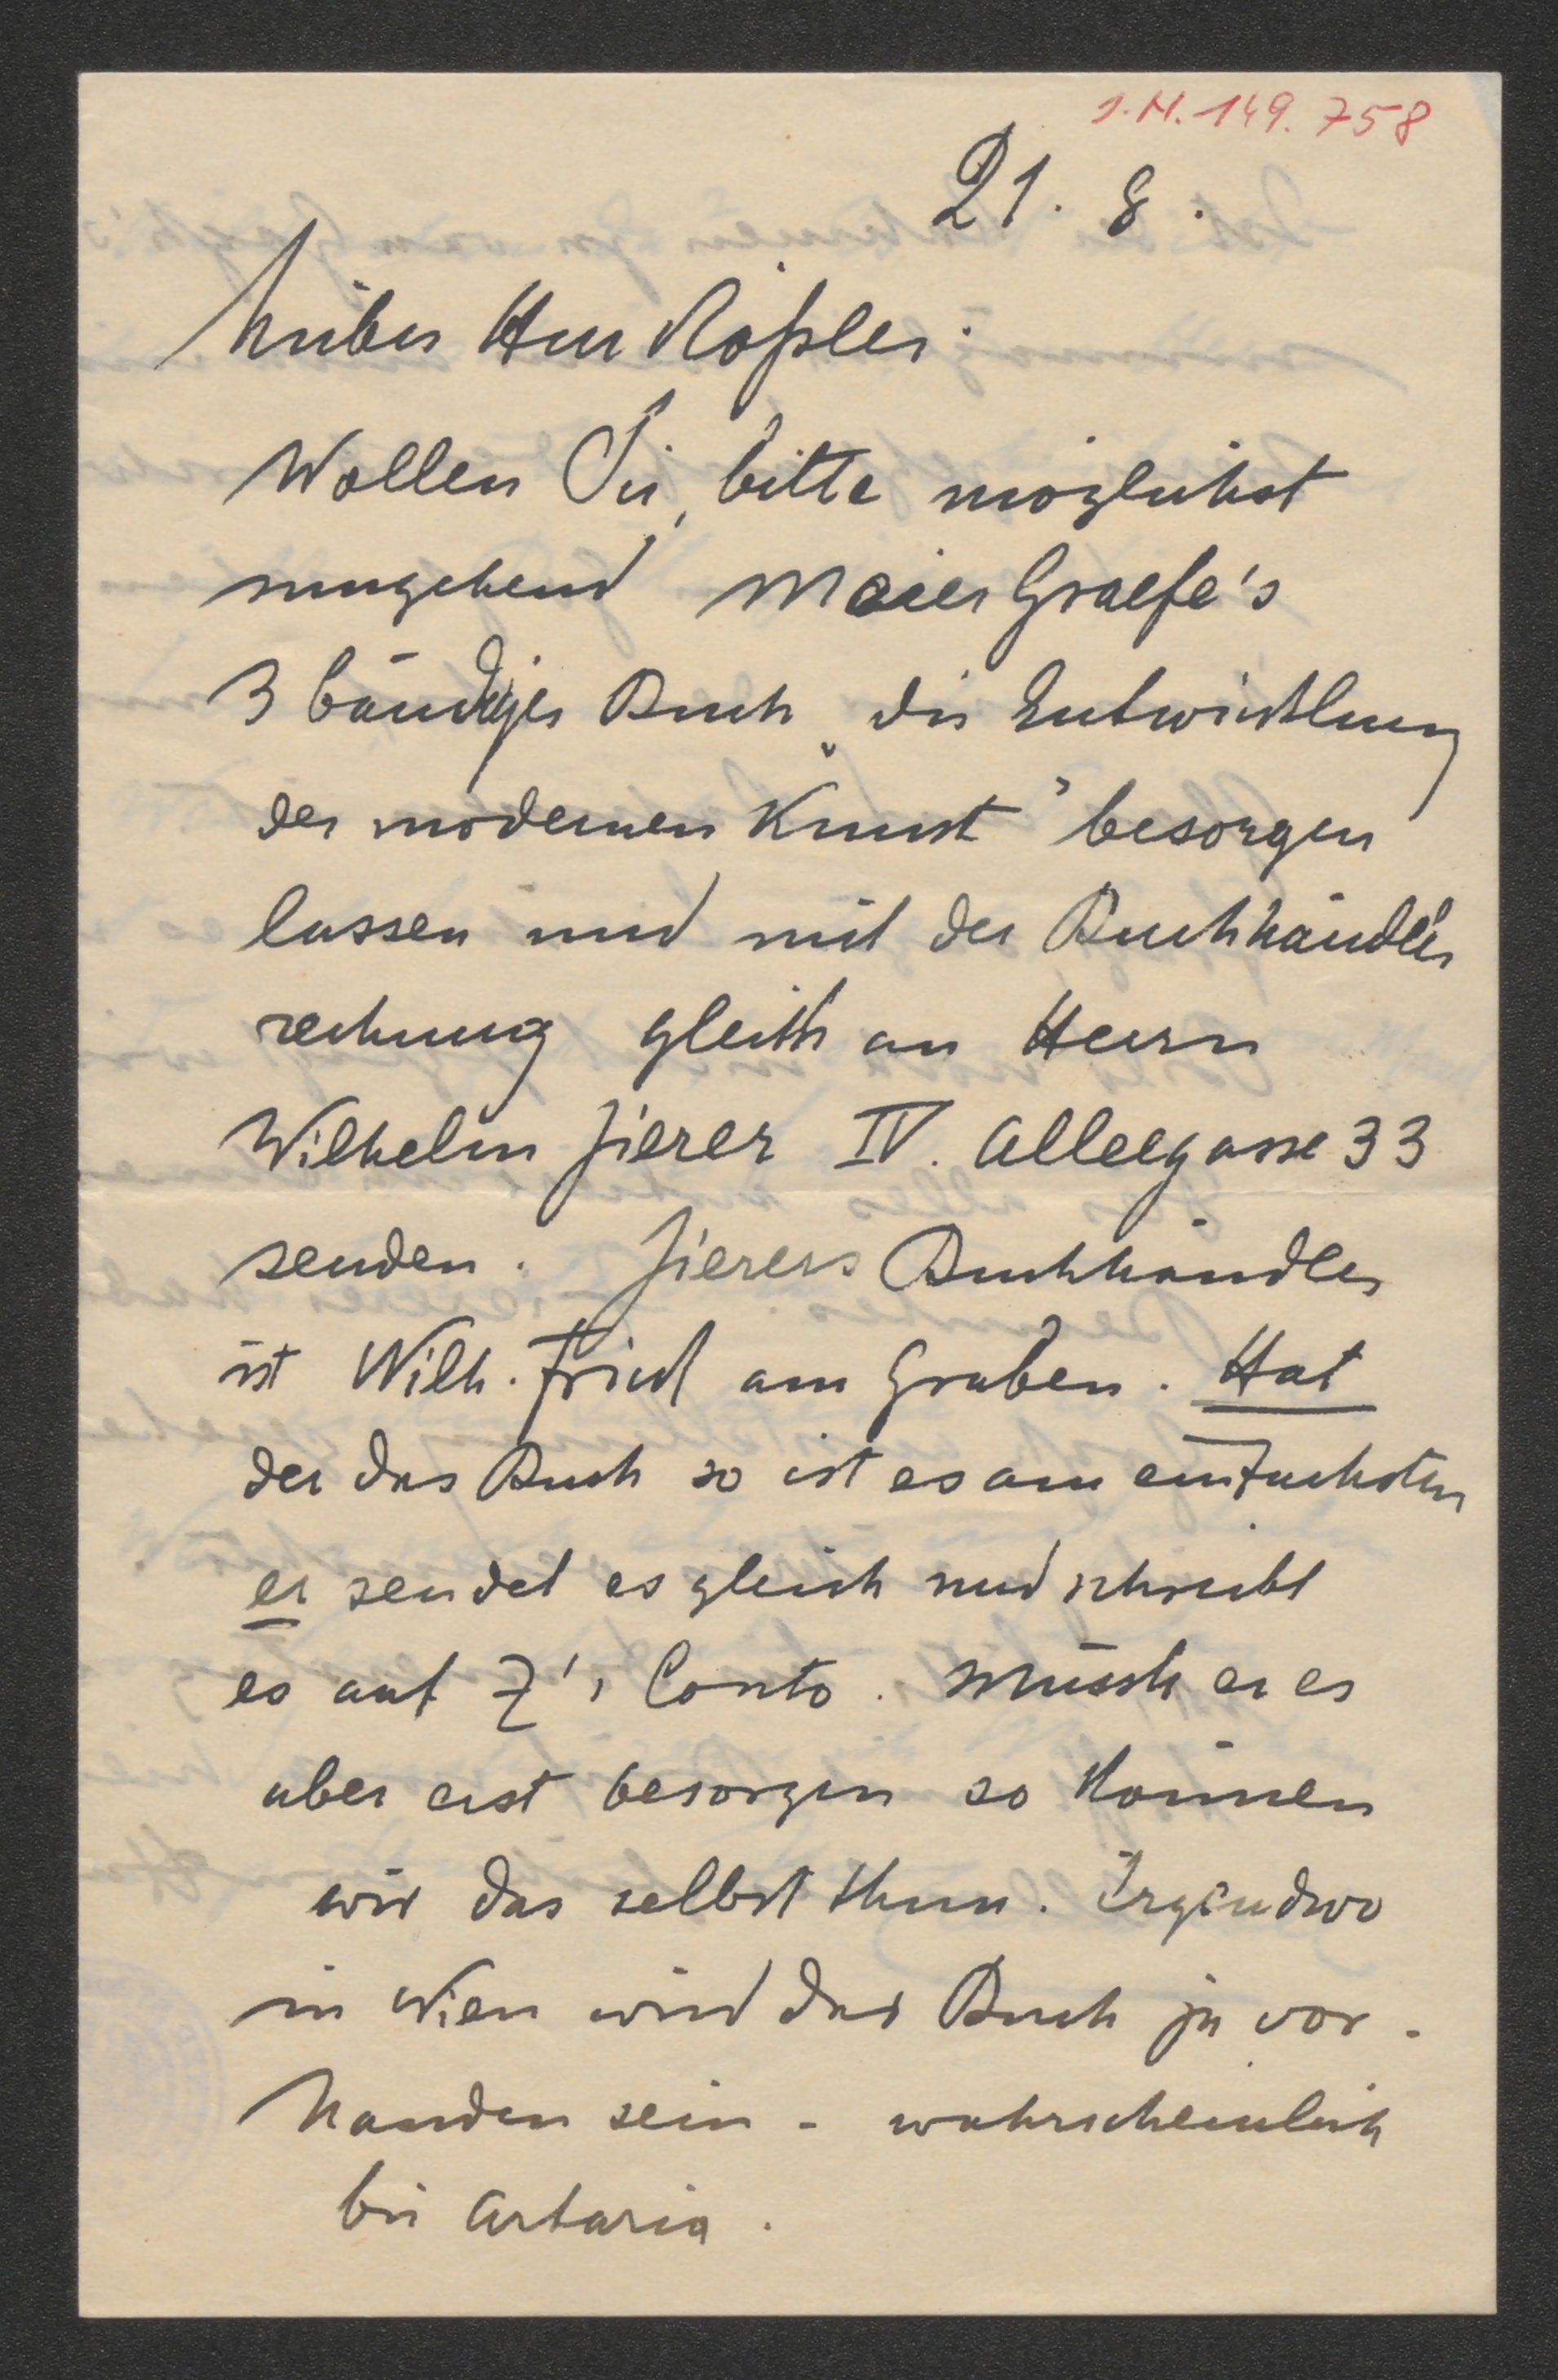 I.N. 149.758
21. 8.
Lieber Herr Roßler.
Wollen Sie, bitte möglichst
umgehend Meier Graefe's
3 bändiges Buch „die Entwicklung
der modernen Kunst" besorgen
lassen und mit der Buchhändler
rechnung gleich an Herrn
Wilhelm Zierer IV. Alleegasse 33
senden. Zierers Buchhändler
ist Wilh. Frick am Graben. Hat
der das Buch so ist es am einfachsten
er sendet es gleich und schreibt
es auf Z's Conto. Müsste er es
aber erst besorgen so können
wir das selbst thun. Irgendwo
in Wien wird das Buch ja vor-
handen sein - wahrscheinlich
bei Artaria.